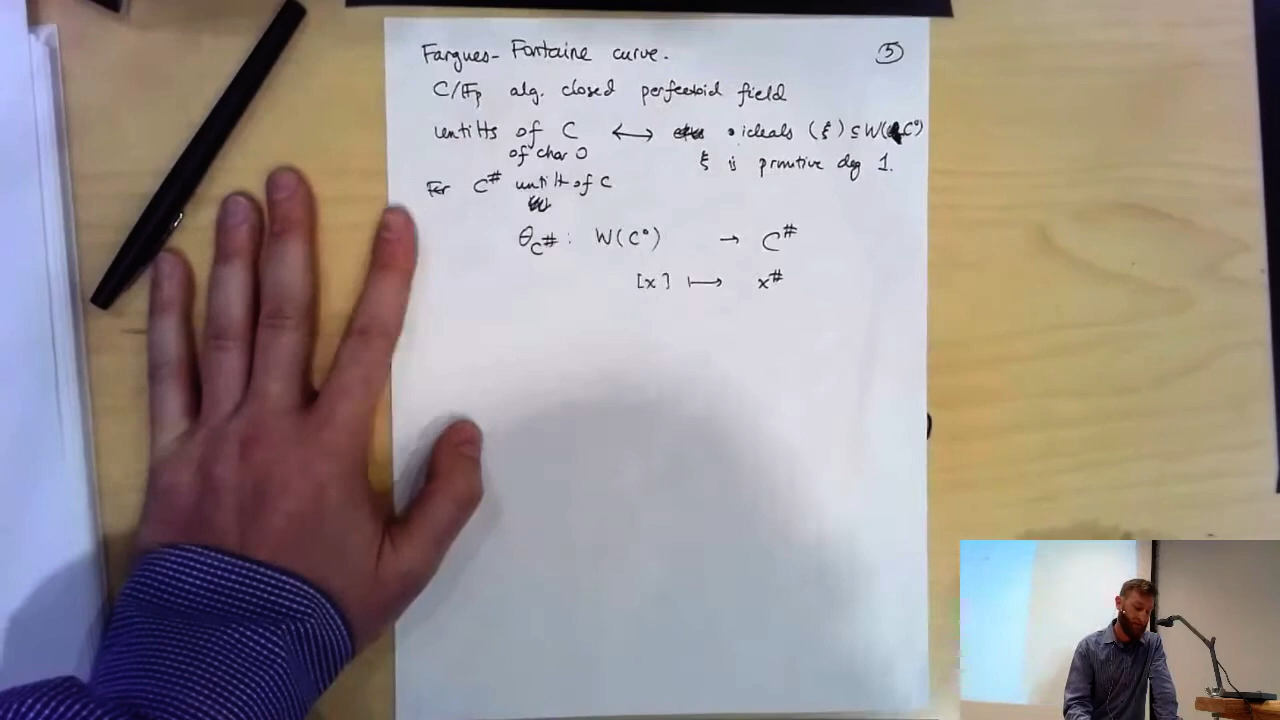 Fargues-Fontaine curve. ⑤
C/𝔽p alg. closed perfectoid field
untilts of C ⟷ • ideals (ξ) ⊆ W(C°)
of char 0 ξ is primitive deg 1.
For C# untilt of C
θ_C# : W(C°) → C#
[x] ⟼ x#